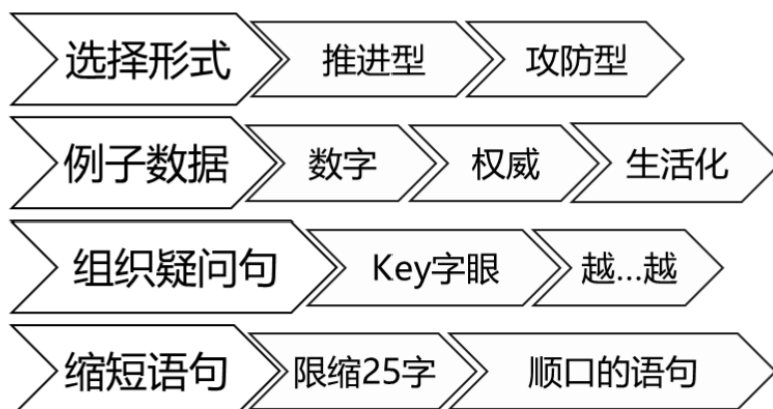 选择形式 推进型 攻防型
例子数据 数字 权威 生活化
组织疑问句 Key字眼 越...越
缩短语句 限缩25字 顺口的语句